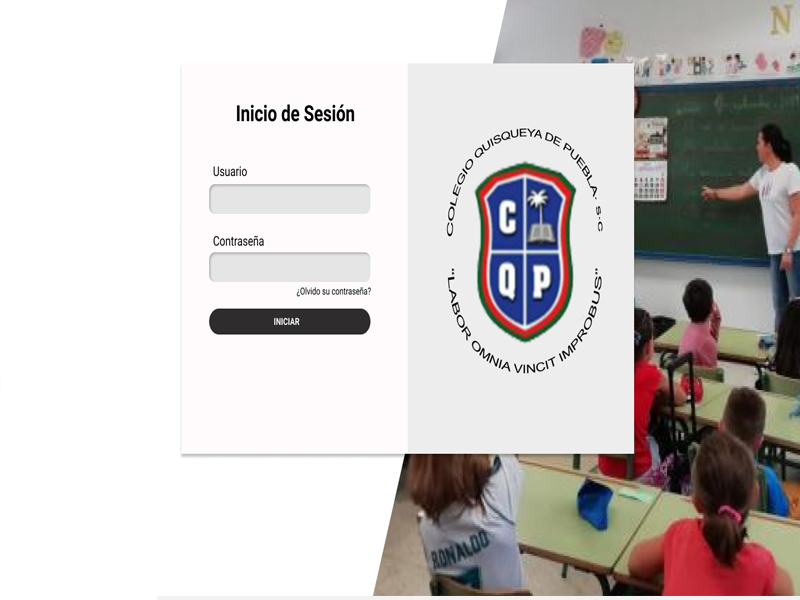 Inicio de Sesión
Usuario
Contraseña
¿Olvido su contraseña?
INICIAR
COLEGIO QUISQUEYA DE PUEBLA· S·C
C
Q P
"LABOR OMNIA VINCIT IMPROBUS"
N
RONALDO